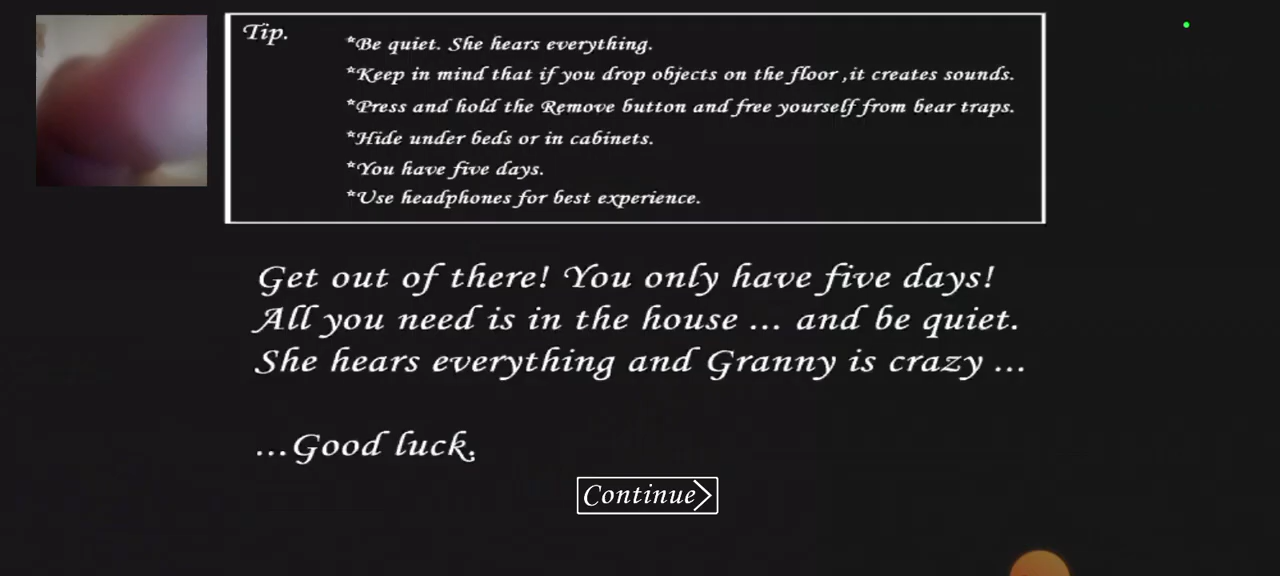 Tip.
*Be quiet. She hears everything.
*Keep in mind that if you drop objects on the floor ,it creates sounds.
*Press and hold the Remove button and free yourself from bear traps.
*Hide under beds or in cabinets.
*You have five days.
*Use headphones for best experience.
Get out of there! You only have five days!
All you need is in the house ... and be quiet.
She hears everything and Granny is crazy ...
...Good luck.
Continue